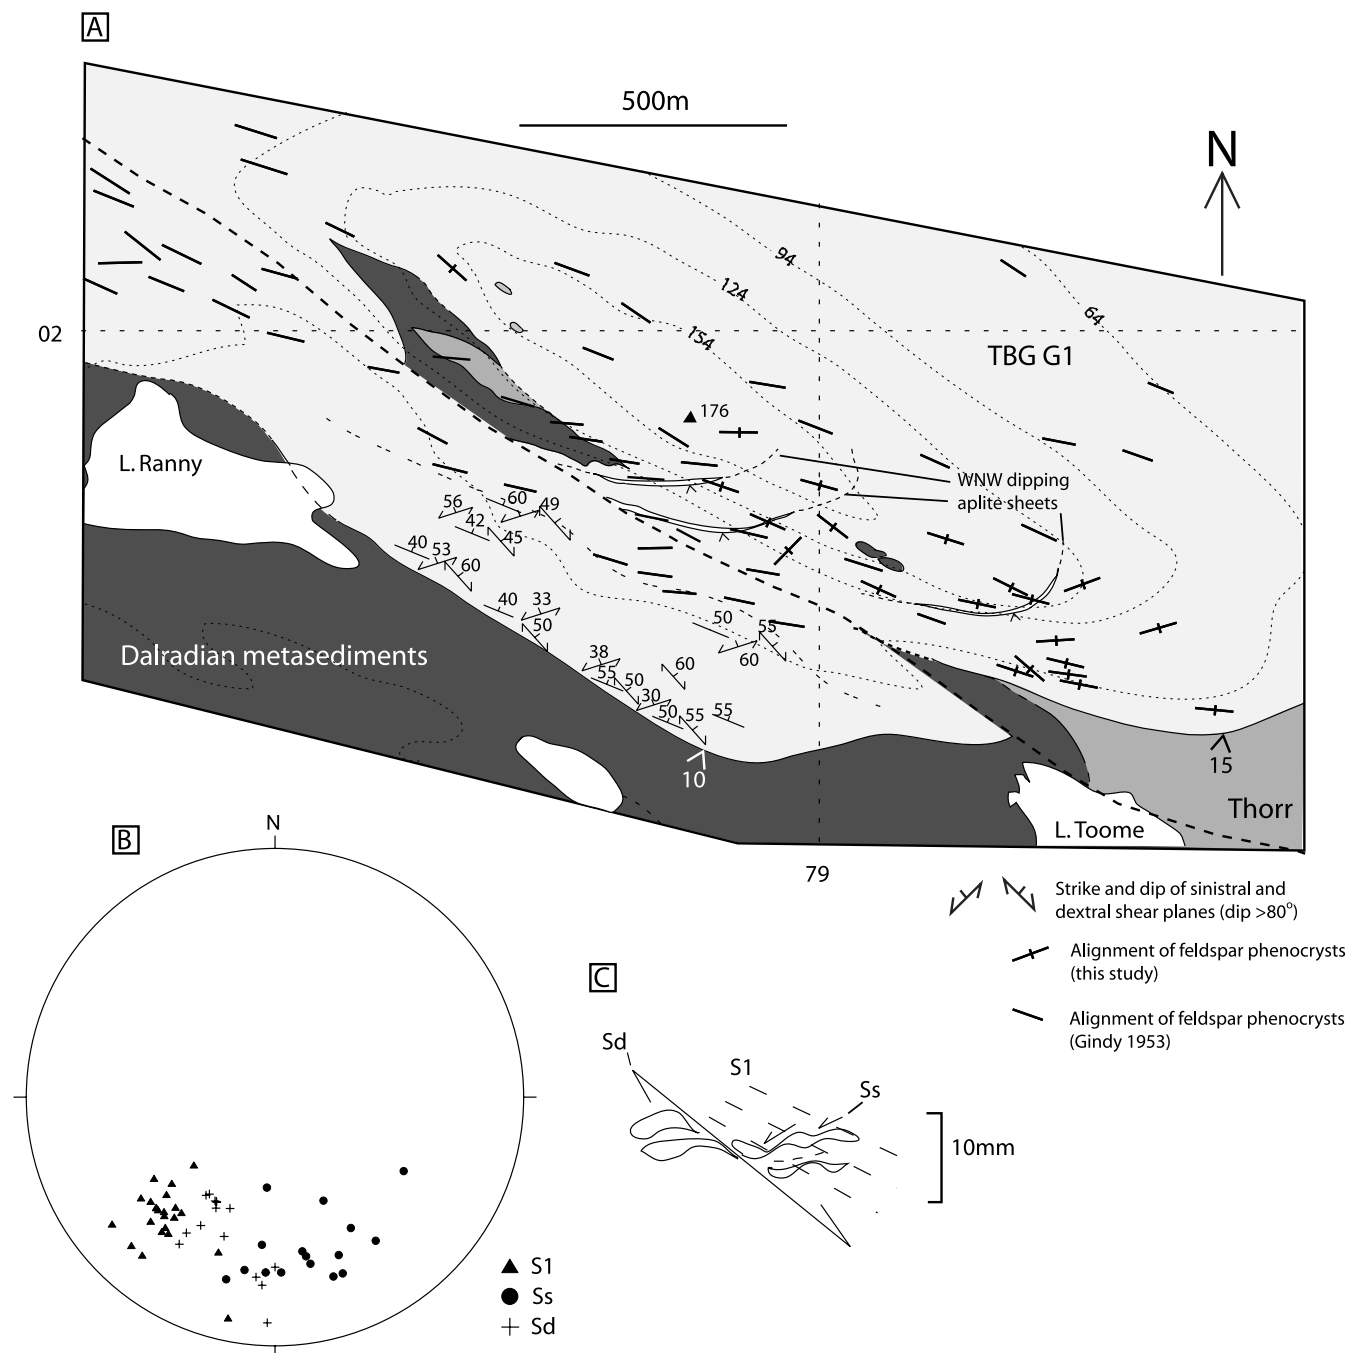 A
500m
N
94
124
64
154
02
TBG G1
176
L. Ranny
WNW dipping
aplite sheets
56
60
49
42
45
40
53
60
40
33
50
50
55
60
38
60
55
50
30
50
55
55
Dalradian metasediments
10
15
Thorr
L. Toome
79
B
N
Strike and dip of sinistral and
dextral shear planes (dip >80°)
Alignment of feldspar phenocrysts
(this study)
Alignment of feldspar phenocrysts
(Gindy 1953)
C
Sd
S1
Ss
10mm
S1
Ss
Sd